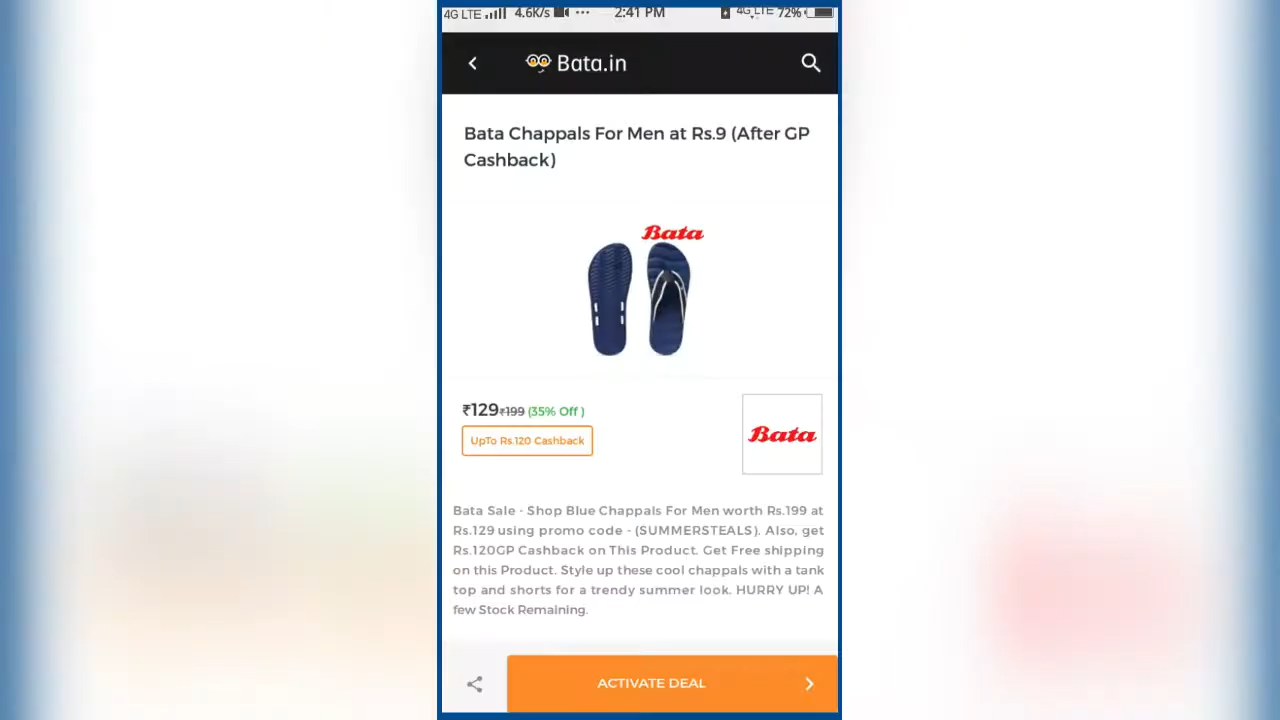 4G LTE 4.6K/s ... 2:41 PM 4G LTE 72%
Bata.in
Bata Chappals For Men at Rs.9 (After GP
Cashback)
Bata
₹129 ₹199 (35% Off )
UpTo Rs.120 Cashback
Bata
Bata Sale - Shop Blue Chappals For Men worth Rs.199 at
Rs.129 using promo code - (SUMMERSTEALS). Also, get
Rs.120GP Cashback on This Product. Get Free shipping
on this Product. Style up these cool chappals with a tank
top and shorts for a trendy summer look. HURRY UP! A
few Stock Remaining.
ACTIVATE DEAL